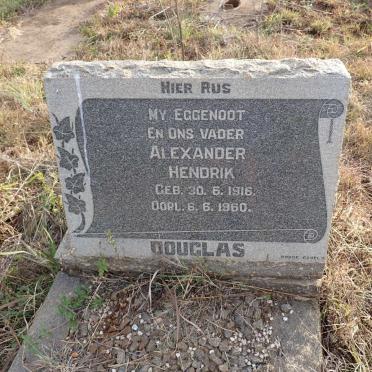 HIER RUS
MY EGGENOOT
EN ONS VADER
ALEXANDER
HENDRIK
GEB. 30. 6. 1916.
OORL. 6. 6. 1960.
DOUGLAS